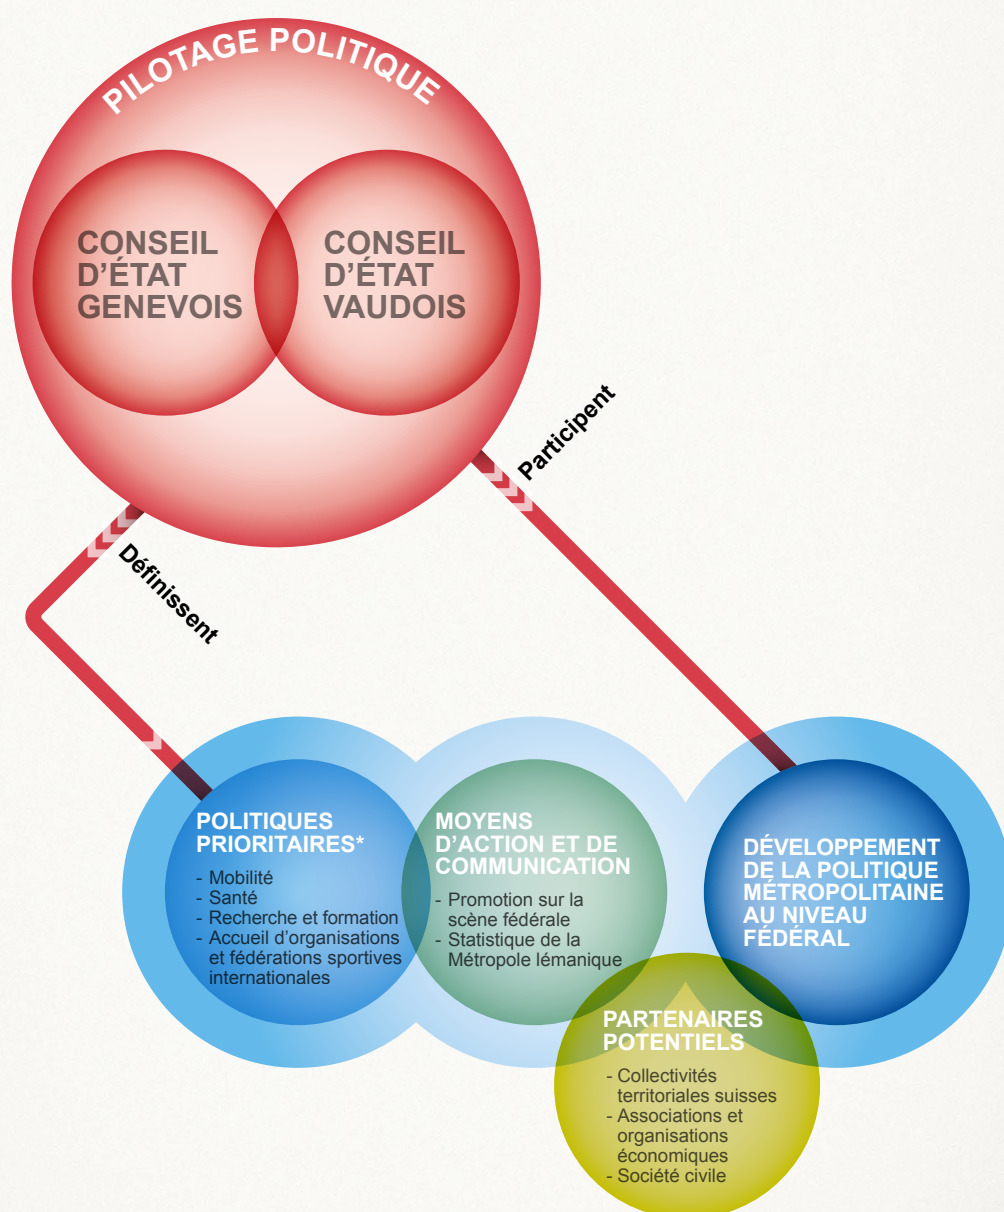 PILOTAGE POLITIQUE
CONSEIL
D'ÉTAT
GENEVOIS
CONSEIL
D'ÉTAT
VAUDOIS
Participent
Définissent
POLITIQUES
PRIORITAIRES*
- Mobilité
- Santé
- Recherche et formation
- Accueil d'organisations
et fédérations sportives
internationales
MOYENS
D'ACTION ET DE
COMMUNICATION
- Promotion sur la
scène fédérale
- Statistique de la
Métropole lémanique
DÉVELOPPEMENT
DE LA POLITIQUE
MÉTROPOLITAINE
AU NIVEAU
FÉDÉRAL
PARTENAIRES
POTENTIELS
- Collectivités
territoriales suisses
- Associations et
organisations
économiques
- Société civile